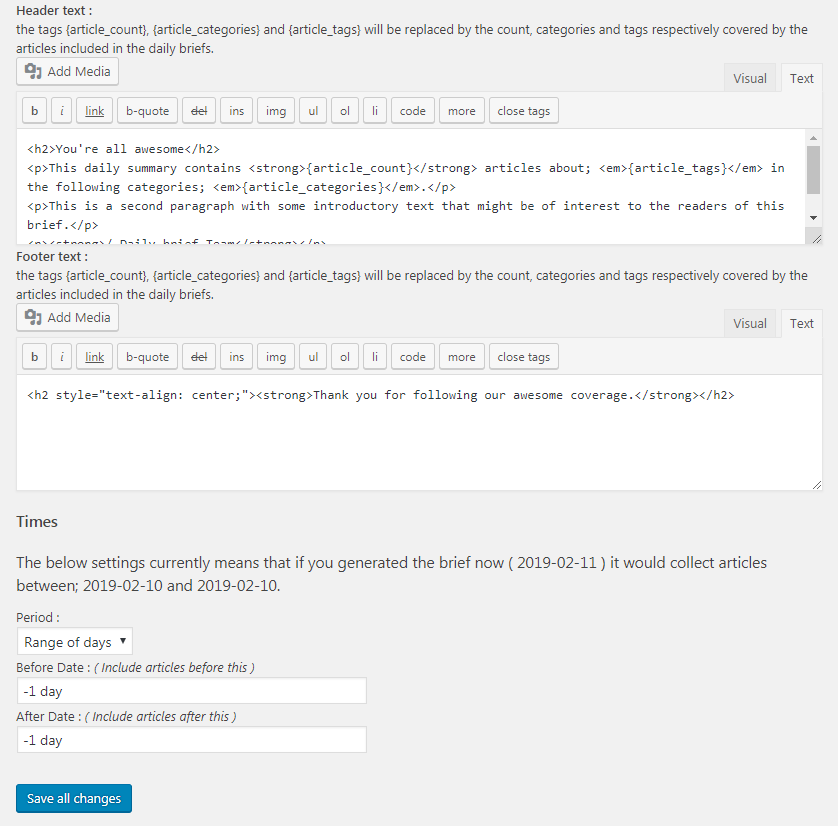 Header text :
the tags {article_count}, {article_categories} and {article_tags} will be replaced by the count, categories and tags respectively covered by the
articles included in the daily briefs.
Add Media
Visual Text
b i link b-quote del ins img ul ol li code more close tags
<h2>You're all awesome</h2>
<p>This daily summary contains <strong>{article_count}</strong> articles about; <em>{article_tags}</em> in
the following categories; <em>{article_categories}</em>.</p>
<p>This is a second paragraph with some introductory text that might be of interest to the readers of this
brief.</p>
<p><strong>/ Daily brief Team</strong></p>
Footer text :
the tags {article_count}, {article_categories} and {article_tags} will be replaced by the count, categories and tags respectively covered by the
articles included in the daily briefs.
Add Media
Visual Text
b i link b-quote del ins img ul ol li code more close tags
<h2 style="text-align: center;"><strong>Thank you for following our awesome coverage.</strong></h2>
Times
The below settings currently means that if you generated the brief now ( 2019-02-11 ) it would collect articles
between; 2019-02-10 and 2019-02-10.
Period :
Range of days
Before Date : ( Include articles before this )
-1 day
After Date : ( Include articles after this )
-1 day
Save all changes